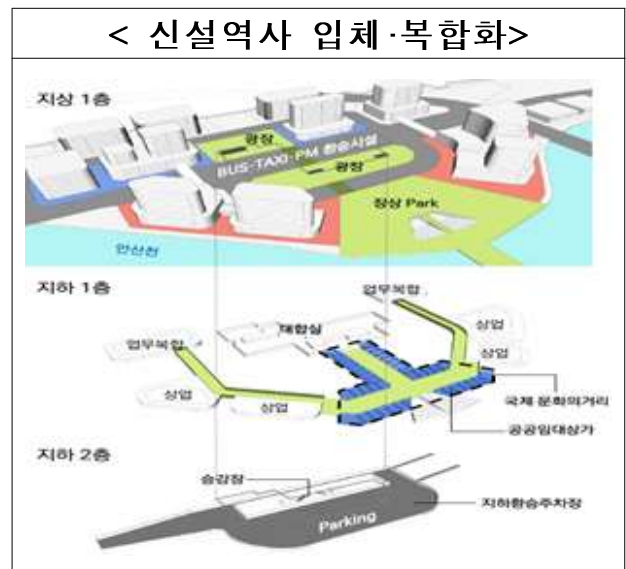 < 신설역사 입체·복합화>
지상 1층
광장
BUS·TAXI·PM 환승시설
광장
장상 Park
안산천
지하 1층
업무복합
대합실
상업
업무복합
상업
상업
상업
국제 문화의거리
공공임대상가
지하 2층
승강장
지하환승주차장
Parking